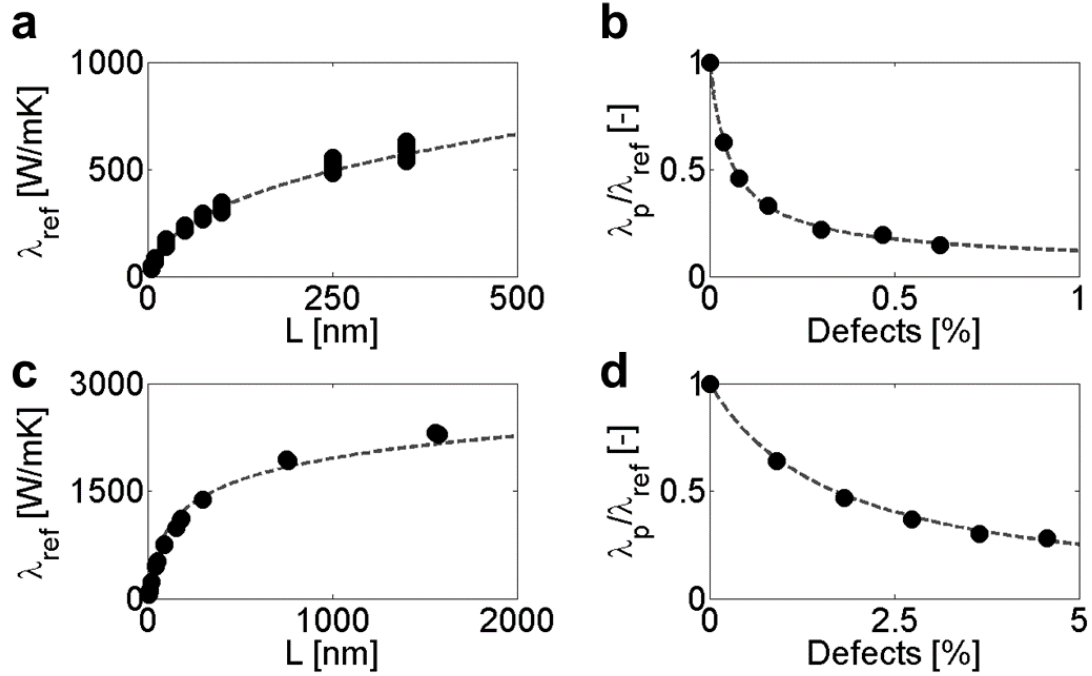 a
1000
500
0
λref [W/mK]
0
250
500
L [nm]
b
1
0.5
0
λp/λref [-]
0
0.5
1
Defects [%]
c
3000
1500
0
λref [W/mK]
0
1000
2000
L [nm]
d
1
0.5
0
λp/λref [-]
0
2.5
5
Defects [%]